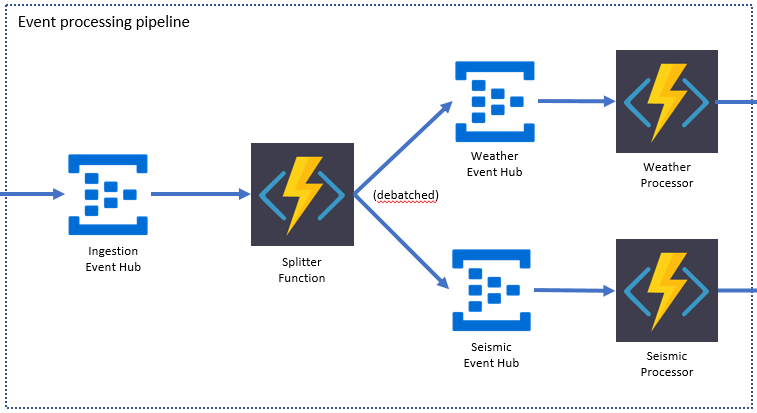 Event processing pipeline
Weather
Event Hub
Weather
Processor
(debatched)
Ingestion
Event Hub
Splitter
Function
Seismic
Event Hub
Seismic
Processor